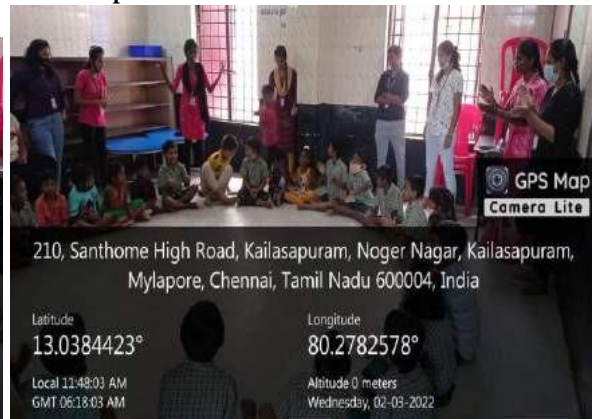 GPS Map
Camera Lite
210, Santhome High Road, Kailasapuram, Noger Nagar, Kailasapuram,
Mylapore, Chennai, Tamil Nadu 600004, India
Latitude
13.0384423°
Longitude
80.2782578°
Local 11:48:03 AM
GMT 06:18:03 AM
Altitude 0 meters
Wednesday, 02-03-2022